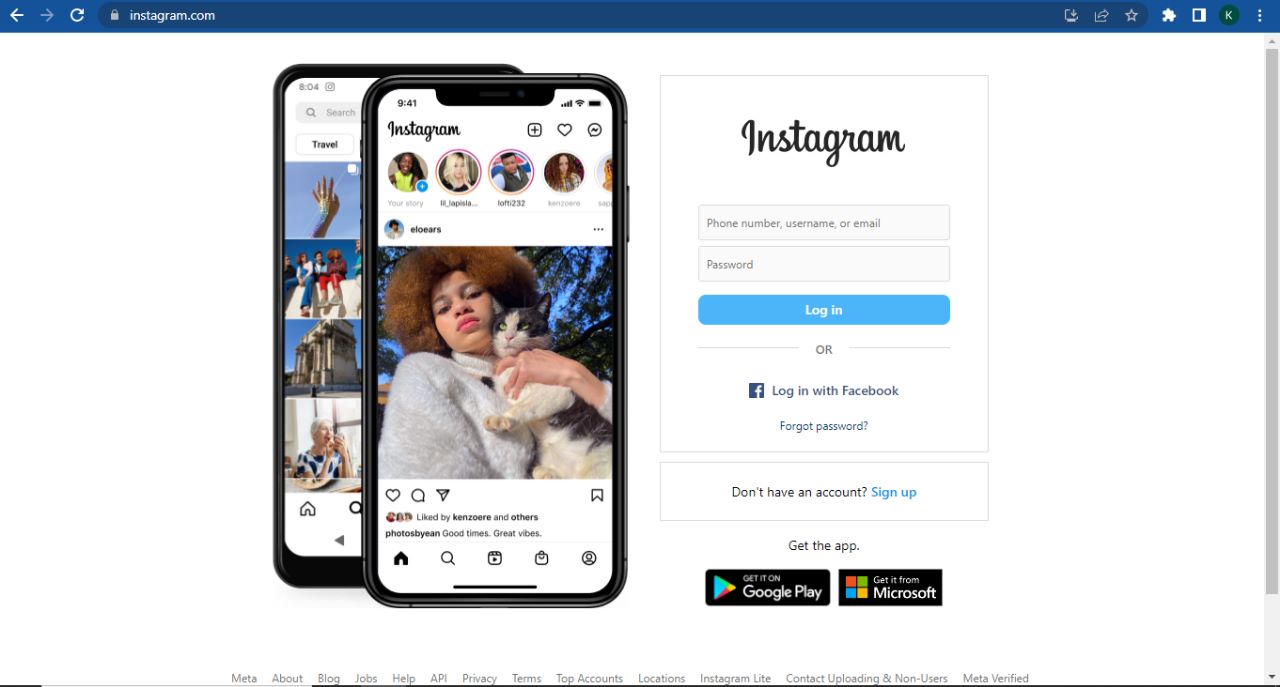 instagram.com
K
8:04
Search
Travel
9:41
Instagram
Your story lil_lapisla... lofti232 kenzoere sapp
eloears
Liked by kenzoere and others
photosbyean Good times. Great vibes.
Instagram
Phone number, username, or email
Password
Log in
OR
Log in with Facebook
Forgot password?
Don't have an account? Sign up
Get the app.
GET IT ON
Google Play
Get it from
Microsoft
Meta About Blog Jobs Help API Privacy Terms Top Accounts Locations Instagram Lite Contact Uploading & Non-Users Meta Verified